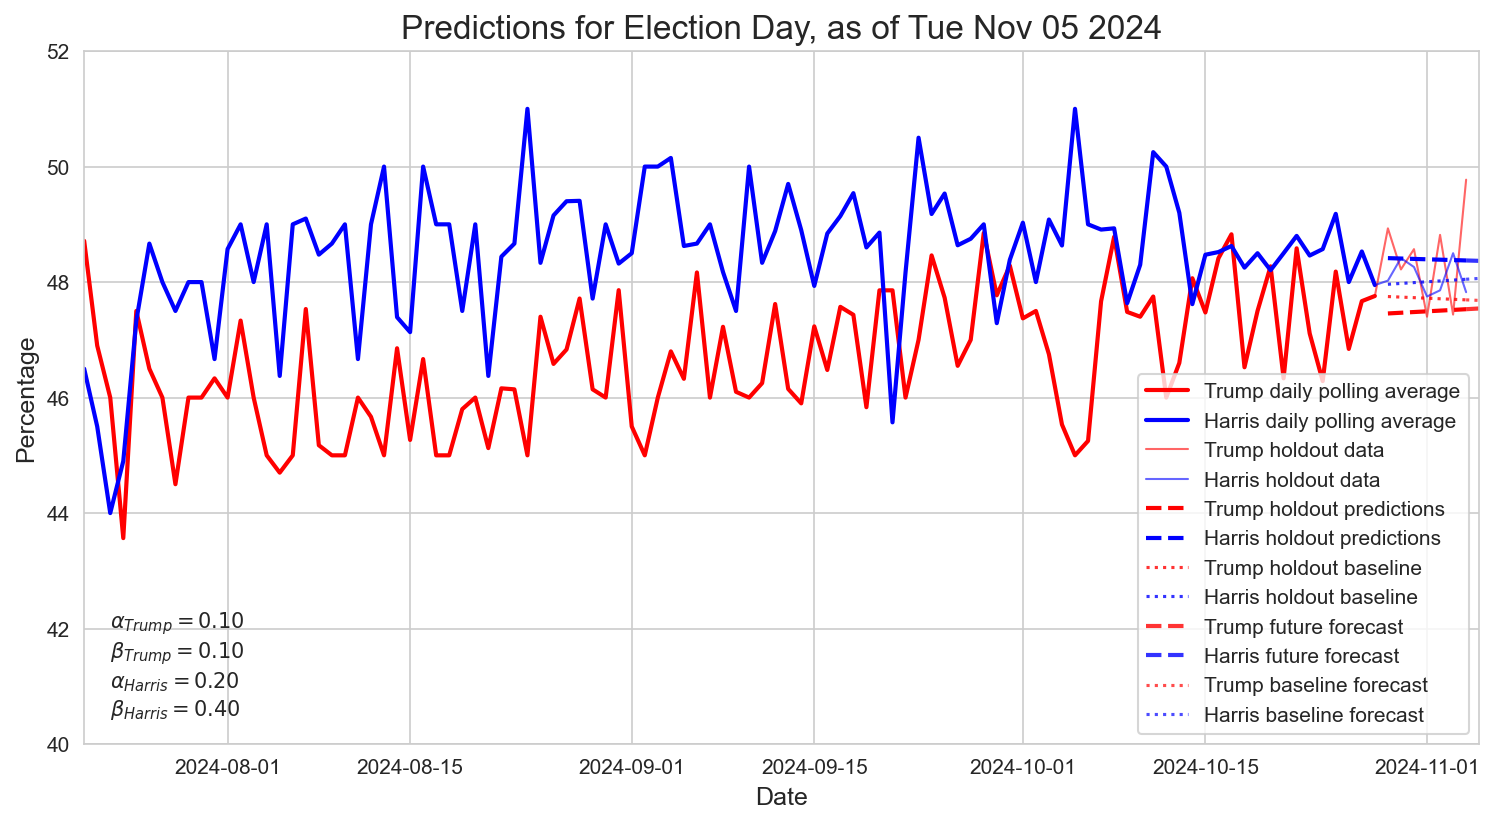 Predictions for Election Day, as of Tue Nov 05 2024
Percentage
52
50
48
46
44
42
40
α_Trump = 0.10
β_Trump = 0.10
α_Harris = 0.20
β_Harris = 0.40
Trump daily polling average
Harris daily polling average
Trump holdout data
Harris holdout data
Trump holdout predictions
Harris holdout predictions
Trump holdout baseline
Harris holdout baseline
Trump future forecast
Harris future forecast
Trump baseline forecast
Harris baseline forecast
2024-08-01 2024-08-15 2024-09-01 2024-09-15 2024-10-01 2024-10-15 2024-11-01
Date